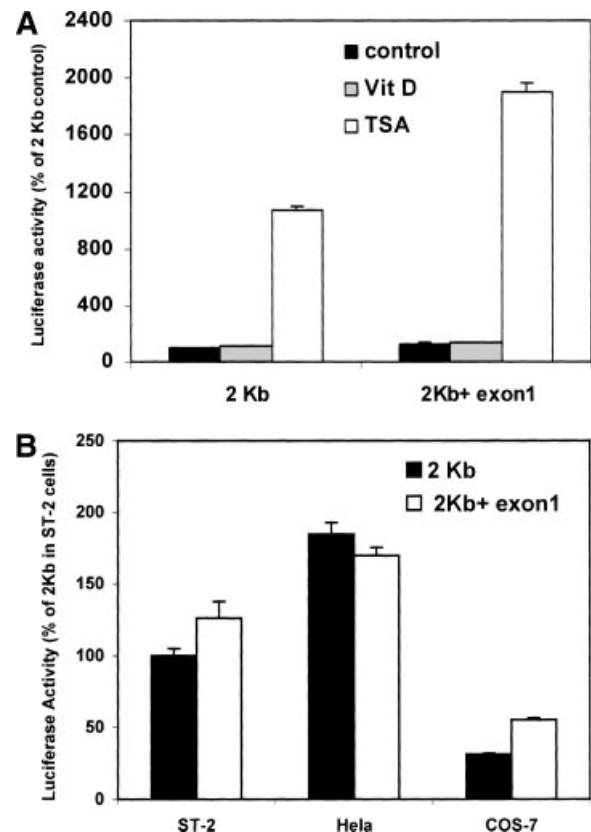 A
Luciferase activity (% of 2 Kb control)
2400
2000
1600
1200
800
400
0
control
Vit D
TSA
2 Kb
2Kb+ exon1
B
Luciferase Activity (% of 2Kb in ST-2 cells)
250
200
150
100
50
0
2 Kb
2Kb+ exon1
ST-2
Hela
COS-7